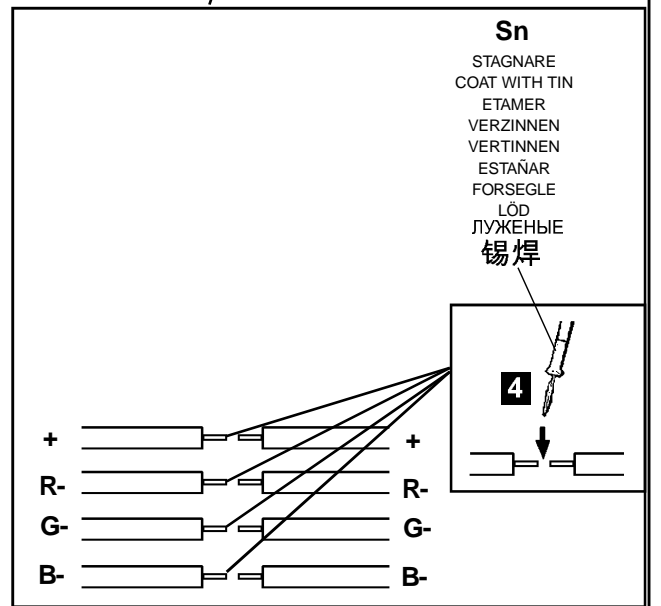 Sn
STAGNARE
COAT WITH TIN
ETAMER
VERZINNEN
VERTINNEN
ESTAÑAR
FORSEGLE
LÖD
ЛУЖЕНЫЕ
锡焊
4
+ +
R- R-
G- G-
B- B-